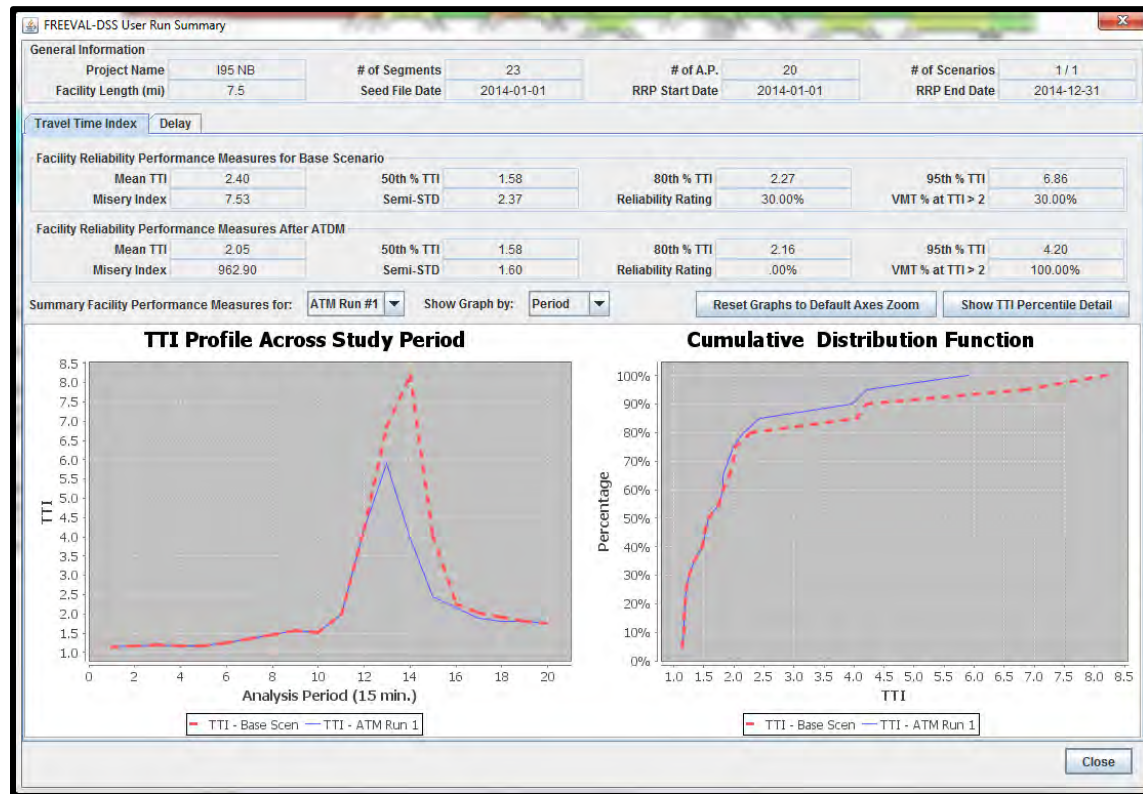 FREEVAL-DSS User Run Summary
General Information
Project Name I95 NB # of Segments 23 # of A.P. 20 # of Scenarios 1 / 1
Facility Length (mi) 7.5 Seed File Date 2014-01-01 RRP Start Date 2014-01-01 RRP End Date 2014-12-31
Travel Time Index Delay
Facility Reliability Performance Measures for Base Scenario
Mean TTI 2.40 50th % TTI 1.58 80th % TTI 2.27 95th % TTI 6.86
Misery Index 7.53 Semi-STD 2.37 Reliability Rating 30.00% VMT % at TTI > 2 30.00%
Facility Reliability Performance Measures After ATDM
Mean TTI 2.05 50th % TTI 1.58 80th % TTI 2.16 95th % TTI 4.20
Misery Index 962.90 Semi-STD 1.60 Reliability Rating .00% VMT % at TTI > 2 100.00%
Summary Facility Performance Measures for: ATM Run #1 Show Graph by: Period Reset Graphs to Default Axes Zoom Show TTI Percentile Detail
TTI Profile Across Study Period
8.5
8.0
7.5
7.0
6.5
6.0
5.5
5.0
4.5
4.0
3.5
3.0
2.5
2.0
1.5
1.0
TTI
0 2 4 6 8 10 12 14 16 18 20
Analysis Period (15 min.)
TTI - Base Scen TTI - ATM Run 1
Cumulative Distribution Function
100%
90%
80%
70%
60%
50%
40%
30%
20%
10%
0%
Percentage
1.0 1.5 2.0 2.5 3.0 3.5 4.0 4.5 5.0 5.5 6.0 6.5 7.0 7.5 8.0 8.5
TTI
TTI - Base Scen TTI - ATM Run 1
Close